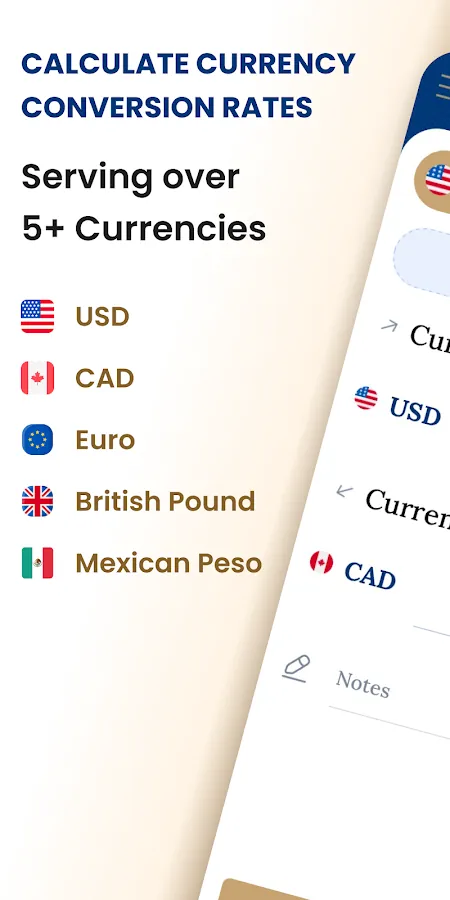 CALCULATE CURRENCY
CONVERSION RATES
Serving over
5+ Currencies
USD
CAD
Euro
British Pound
Mexican Peso
USD
CAD
Notes